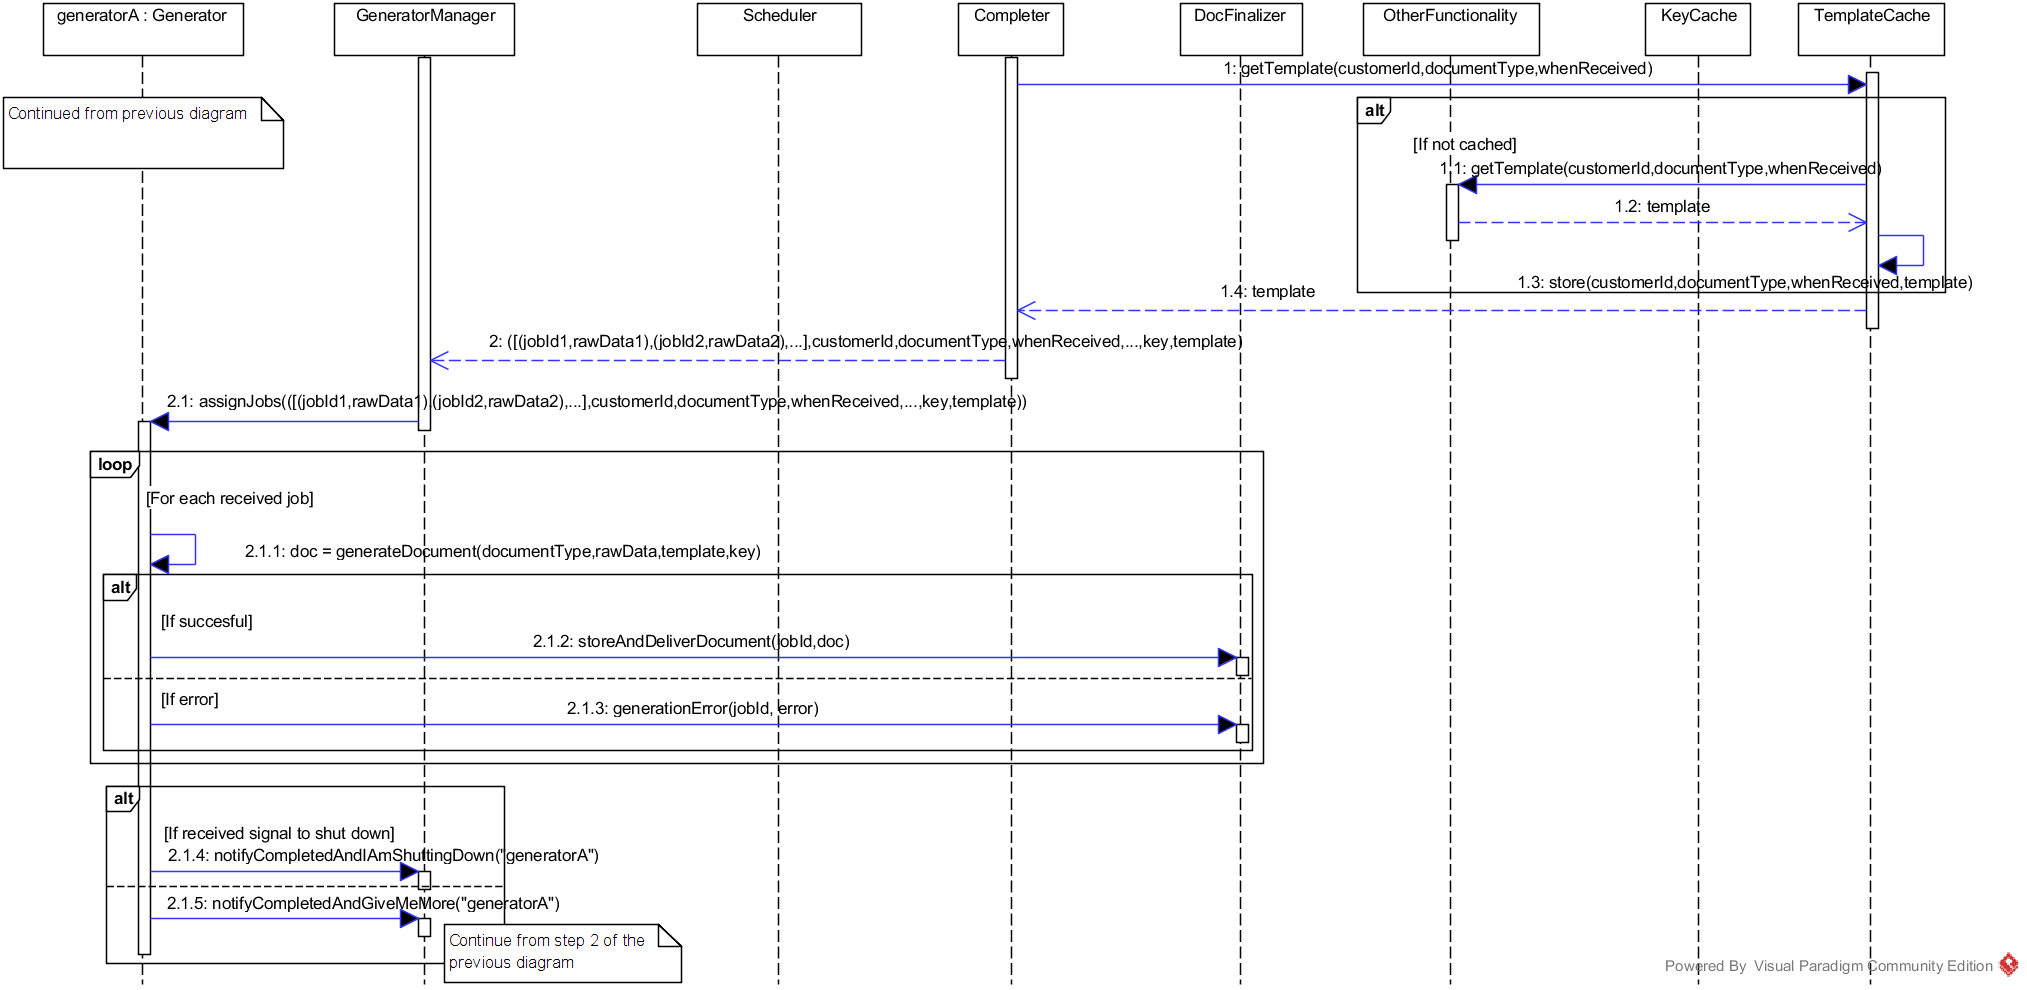 generatorA : Generator
GeneratorManager
Scheduler
Completer
DocFinalizer
OtherFunctionality
KeyCache
TemplateCache
1: getTemplate(customerId,documentType,whenReceived)
Continued from previous diagram
alt
[If not cached]
1.1: getTemplate(customerId,documentType,whenReceived)
1.2: template
1.3: store(customerId,documentType,whenReceived,template)
1.4: template
2: ([(jobId1,rawData1),(jobId2,rawData2),...],customerId,documentType,whenReceived,...,key,template)
2.1: assignJobs(([(jobId1,rawData1),(jobId2,rawData2),...],customerId,documentType,whenReceived,...,key,template))
loop
[For each received job]
2.1.1: doc = generateDocument(documentType,rawData,template,key)
alt
[If succesful]
2.1.2: storeAndDeliverDocument(jobId,doc)
[If error]
2.1.3: generationError(jobId, error)
alt
[If received signal to shut down]
2.1.4: notifyCompletedAndIAmShuttingDown("generatorA")
2.1.5: notifyCompletedAndGiveMeMore("generatorA")
Continue from step 2 of the
previous diagram
Powered By Visual Paradigm Community Edition